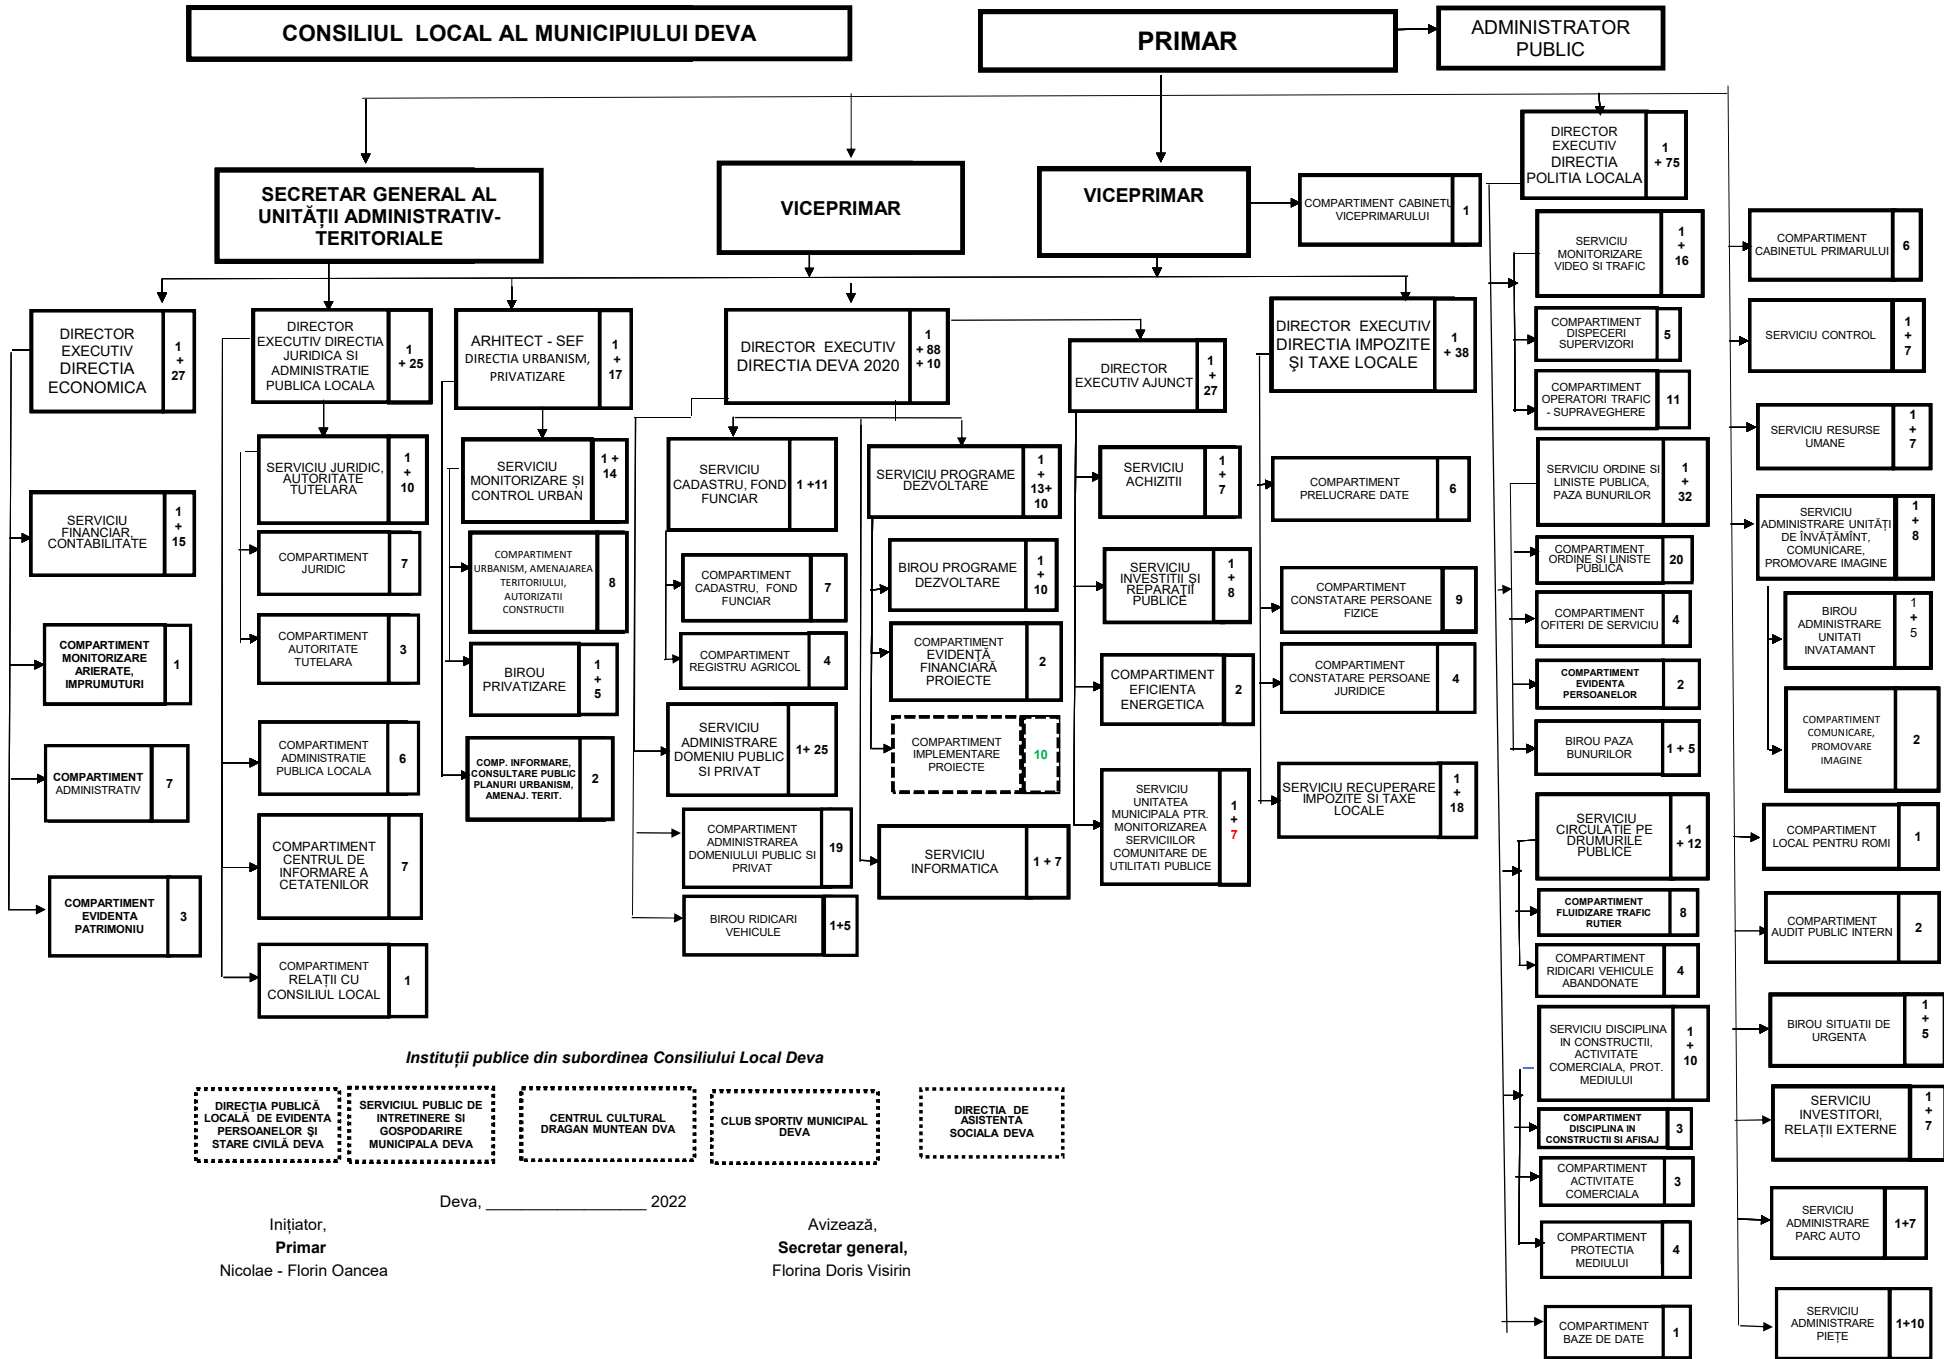 CONSILIUL LOCAL AL MUNICIPIULUI DEVA
PRIMAR
ADMINISTRATOR
PUBLIC
SECRETAR GENERAL AL
UNITĂȚII ADMINISTRATIV-
TERITORIALE
VICEPRIMAR
VICEPRIMAR
COMPARTIMENT CABINETU
VICEPRIMARULUI
1
DIRECTOR
EXECUTIV
DIRECTIA
POLITIA LOCALA
1
+ 75
DIRECTOR
EXECUTIV
DIRECTIA
ECONOMICA
1
+
27
SERVICIU
FINANCIAR,
CONTABILITATE
1
+
15
COMPARTIMENT
MONITORIZARE
ARIERATE,
IMPRUMUTURI
1
COMPARTIMENT
ADMINISTRATIV
7
COMPARTIMENT
EVIDENTA
PATRIMONIU
3
DIRECTOR
EXECUTIV DIRECTIA
JURIDICA SI
ADMINISTRATIE
PUBLICA LOCALA
1
+ 25
SERVICIU JURIDIC,
AUTORITATE
TUTELARA
1
+
10
COMPARTIMENT
JURIDIC
7
COMPARTIMENT
AUTORITATE
TUTELARA
3
COMPARTIMENT
ADMINISTRATIE
PUBLICA LOCALA
6
COMPARTIMENT
CENTRUL DE
INFORMARE A
CETATENILOR
7
COMPARTIMENT
RELAȚII CU
CONSILIUL LOCAL
1
ARHITECT - SEF
DIRECTIA URBANISM,
PRIVATIZARE
1
+
17
SERVICIU
MONITORIZARE ȘI
CONTROL URBAN
1 +
14
COMPARTIMENT
URBANISM, AMENAJAREA
TERITORIULUI,
AUTORIZATII
CONSTRUCTII
8
BIROU
PRIVATIZARE
1
+
5
COMP. INFORMARE,
CONSULTARE PUBLIC
PLANURI URBANISM,
AMENAJ. TERIT.
2
DIRECTOR EXECUTIV
DIRECTIA DEVA 2020
1
+ 88
+ 10
SERVICIU
CADASTRU, FOND
FUNCIAR
1 +11
COMPARTIMENT
CADASTRU, FOND
FUNCIAR
7
COMPARTIMENT
REGISTRU AGRICOL
4
SERVICIU
ADMINISTRARE
DOMENIU PUBLIC
SI PRIVAT
1+ 25
COMPARTIMENT
ADMINISTRAREA
DOMENIULUI PUBLIC SI
PRIVAT
19
BIROU RIDICARI
VEHICULE
1+5
SERVICIU PROGRAME
DEZVOLTARE
1
+
13+
10
BIROU PROGRAME
DEZVOLTARE
1
+
10
COMPARTIMENT
EVIDENȚĂ
FINANCIARĂ
PROIECTE
2
COMPARTIMENT
IMPLEMENTARE
PROIECTE
10
SERVICIU
INFORMATICA
1 + 7
DIRECTOR
EXECUTIV AJUNCT
1
+
27
SERVICIU
ACHIZITII
1
+
7
SERVICIU
INVESTITII ȘI
REPARAȚII
PUBLICE
1
+
8
COMPARTIMENT
EFICIENTA
ENERGETICA
2
SERVICIU
UNITATEA
MUNICIPALA PTR.
MONITORIZAREA
SERVICIILOR
COMUNITARE DE
UTILITATI PUBLICE
1
+
7
DIRECTOR EXECUTIV
DIRECTIA IMPOZITE
ŞI TAXE LOCALE
1
+ 38
COMPARTIMENT
PRELUCRARE DATE
6
COMPARTIMENT
CONSTATARE PERSOANE
FIZICE
9
COMPARTIMENT
CONSTATARE PERSOANE
JURIDICE
4
SERVICIU RECUPERARE
IMPOZITE SI TAXE
LOCALE
1
+
18
SERVICIU
MONITORIZARE
VIDEO SI TRAFIC
1
+
16
COMPARTIMENT
DISPECERI
SUPERVIZORI
5
COMPARTIMENT
OPERATORI TRAFIC
- SUPRAVEGHERE
11
SERVICIU ORDINE SI
LINISTE PUBLICA,
PAZA BUNURILOR
1
+
32
COMPARTIMENT
ORDINE SI LINISTE
PUBLICA
20
COMPARTIMENT
OFITERI DE SERVICIU
4
COMPARTIMENT
EVIDENTA
PERSOANELOR
2
BIROU PAZA
BUNURILOR
1 + 5
SERVICIU
CIRCULATIE PE
DRUMURILE
PUBLICE
1
+ 12
COMPARTIMENT
FLUIDIZARE TRAFIC
RUTIER
8
COMPARTIMENT
RIDICARI VEHICULE
ABANDONATE
4
SERVICIU DISCIPLINA
IN CONSTRUCTII,
ACTIVITATE
COMERCIALA, PROT.
MEDIULUI
1
+
10
COMPARTIMENT
DISCIPLINA IN
CONSTRUCTII SI AFISAJ
3
COMPARTIMENT
ACTIVITATE
COMERCIALA
3
COMPARTIMENT
PROTECTIA
MEDIULUI
4
COMPARTIMENT
BAZE DE DATE
1
COMPARTIMENT
CABINETUL PRIMARULUI
6
SERVICIU CONTROL
1
+
7
SERVICIU RESURSE
UMANE
1
+
7
SERVICIU
ADMINISTRARE UNITĂȚI
DE ÎNVĂȚĂMÎNT,
COMUNICARE,
PROMOVARE IMAGINE
1
+
8
BIROU
ADMINISTRARE
UNITATI
INVATAMANT
1
+
5
COMPARTIMENT
COMUNICARE,
PROMOVARE
IMAGINE
2
COMPARTIMENT
LOCAL PENTRU ROMI
1
COMPARTIMENT
AUDIT PUBLIC INTERN
2
BIROU SITUATII DE
URGENTA
1
+
5
SERVICIU
INVESTITORI,
RELAȚII EXTERNE
1
+
7
SERVICIU
ADMINISTRARE
PARC AUTO
1+7
SERVICIU
ADMINISTRARE
PIEȚE
1+10
Instituții publice din subordinea Consiliului Local Deva
DIRECŢIA PUBLICĂ
LOCALĂ DE EVIDENTA
PERSOANELOR ŞI
STARE CIVILĂ DEVA
SERVICIUL PUBLIC DE
INTRETINERE SI
GOSPODARIRE
MUNICIPALA DEVA
CENTRUL CULTURAL
DRAGAN MUNTEAN DVA
CLUB SPORTIV MUNICIPAL
DEVA
DIRECTIA DE
ASISTENTA
SOCIALA DEVA
Deva, ___________________ 2022
Inițiator,
Primar
Nicolae - Florin Oancea
Avizează,
Secretar general,
Florina Doris Visirin